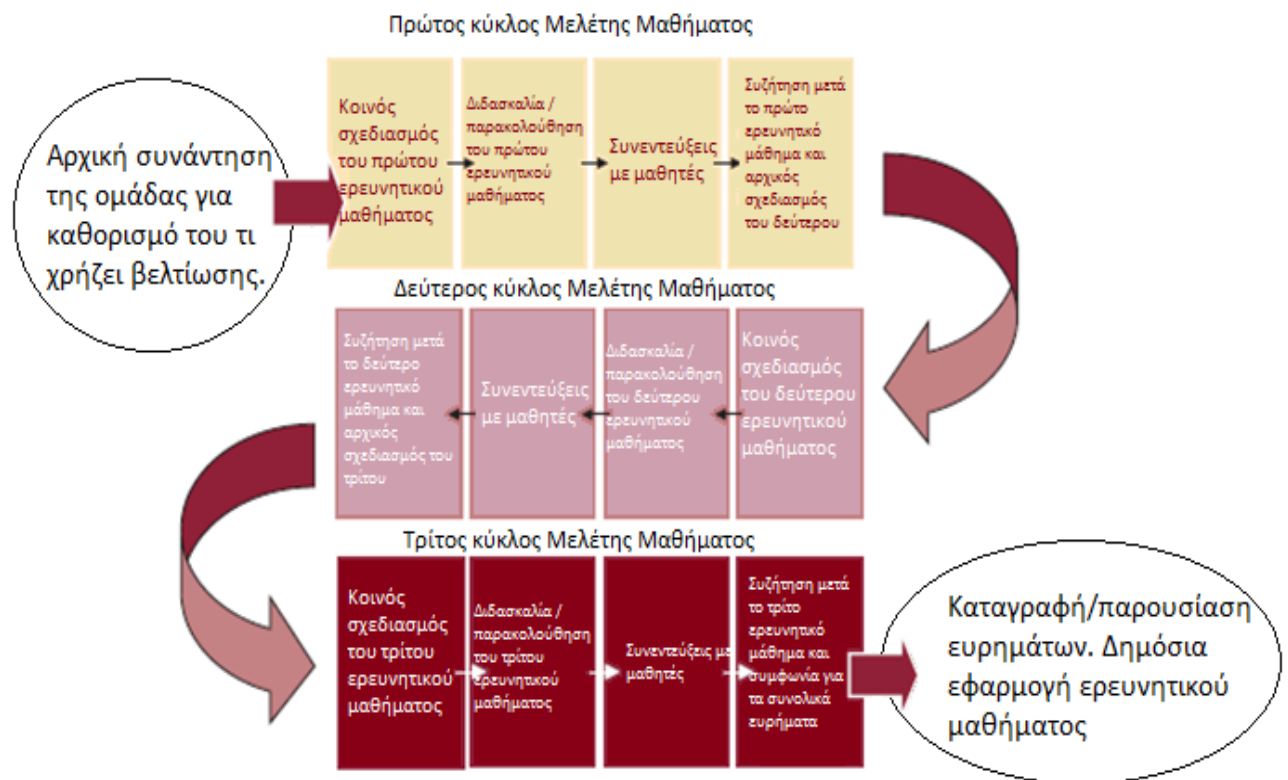 Πρώτος κύκλος Μελέτης Μαθήματος
Αρχική συνάντηση
της ομάδας για
καθορισμό του τι
χρήζει βελτίωσης.
Κοινός
σχεδιασμός
του πρώτου
ερευνητικού
μαθήματος
Διδασκαλία /
παρακολούθηση
του πρώτου
ερευνητικού
μαθήματος
Συνεντεύξεις
με μαθητές
Συζήτηση μετά
το πρώτο
ερευνητικό
μάθημα και
αρχικός
σχεδιασμός
του δεύτερου
Δεύτερος κύκλος Μελέτης Μαθήματος
Κοινός
σχεδιασμός
του δεύτερου
ερευνητικού
μαθήματος
Διδασκαλία /
παρακολούθηση
του δεύτερου
ερευνητικού
μαθήματος
Συνεντεύξεις
με μαθητές
Συζήτηση μετά
το δεύτερο
ερευνητικό
μάθημα και
αρχικός
σχεδιασμός του
τρίτου
Τρίτος κύκλος Μελέτης Μαθήματος
Κοινός
σχεδιασμός
του τρίτου
ερευνητικού
μαθήματος
Διδασκαλία /
παρακολούθηση
του τρίτου
ερευνητικού
μαθήματος
Συνεντεύξεις με
μαθητές
Συζήτηση μετά
το τρίτο
ερευνητικό
μάθημα και
συμφωνία για
τα συνολικά
ευρήματα
Καταγραφή/παρουσίαση
ευρημάτων. Δημόσια
εφαρμογή ερευνητικού
μαθήματος